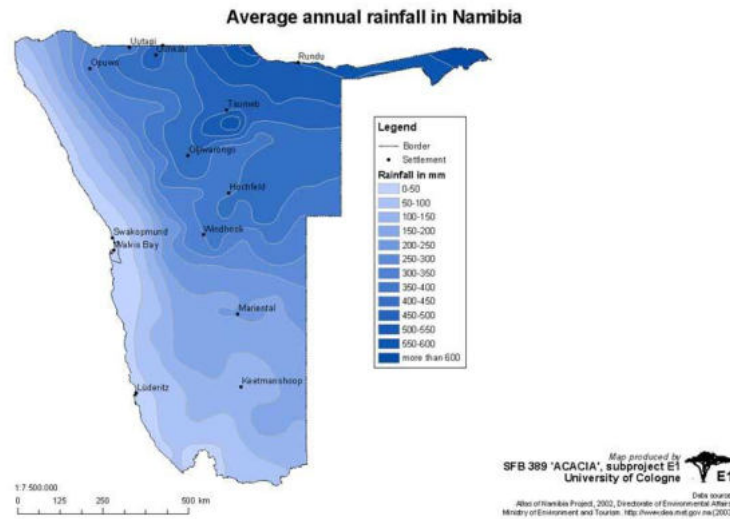 Average annual rainfall in Namibia
Uutapi
Opuwo
Rundu
Tsumeb
Otjiwarongo
Hochfeld
Windhoek
Swakopmund
Walvis Bay
Mariental
Keetmanshoop
Lüderitz
Legend
Border
Settlement
Rainfall in mm
0-50
50-100
100-150
150-200
200-250
250-300
300-350
350-400
400-450
450-500
500-550
550-600
more than 600
1:7.500.000
0 125 250 500 km
Map produced by
SFB 389 'ACACIA', subproject E1
University of Cologne
E1
Data source:
Atlas of Namibia Project, 2002, Directorate of Environmental Affairs,
Ministry of Environment and Tourism